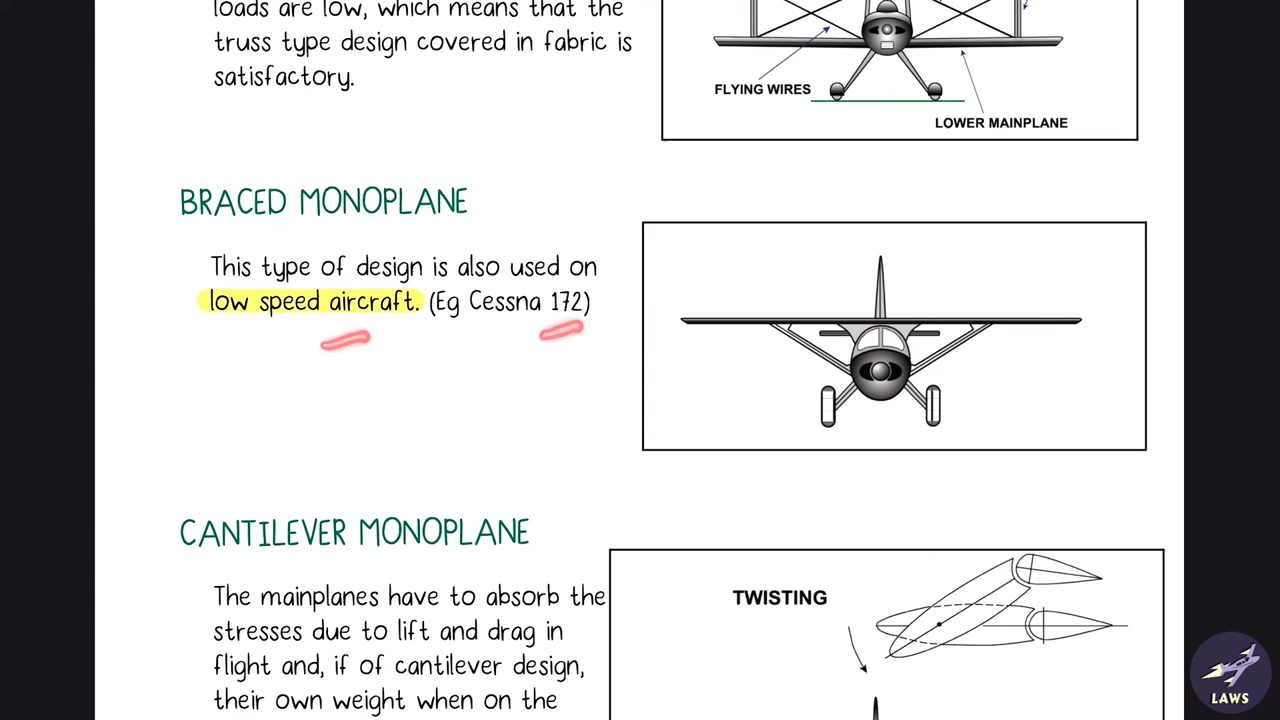 loads are low, which means that the
truss type design covered in fabric is
satisfactory.
FLYING WIRES
LOWER MAINPLANE
BRACED MONOPLANE
This type of design is also used on
low speed aircraft. (Eg Cessna 172)
CANTILEVER MONOPLANE
The mainplanes have to absorb the
stresses due to lift and drag in
flight and, if of cantilever design,
their own weight when on the
TWISTING
LAWS